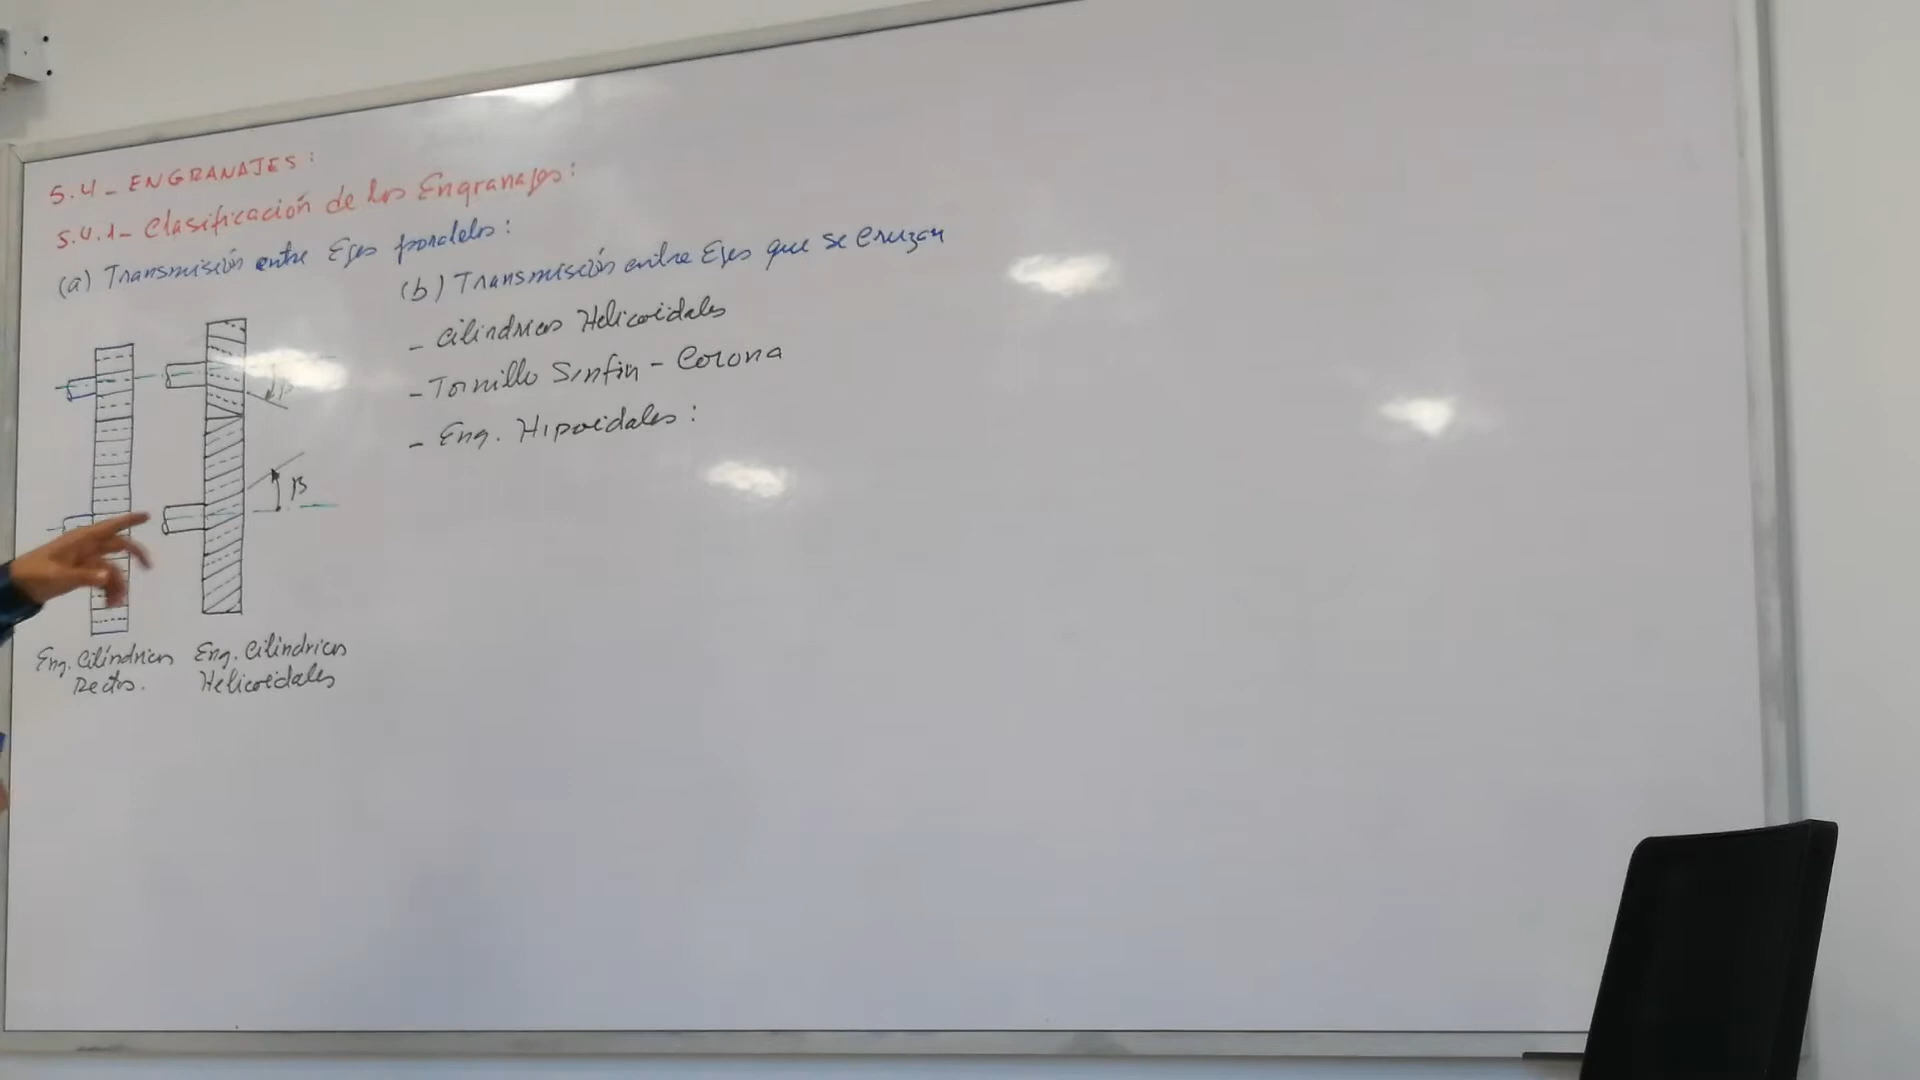 5.4- ENGRANAJES:
5.4.1- Clasificación de los Engranajes:
(a) Transmisión entre Ejes paralelos:
(b) Transmisión entre Ejes que se cruzan
- Cilindricos Helicoidales
- Tornillo Sinfin - Corona
- Eng. Hipoidales:
β
β
Eng. Cilíndricos
Rectos.
Eng. Cilindricos
Helicoidales